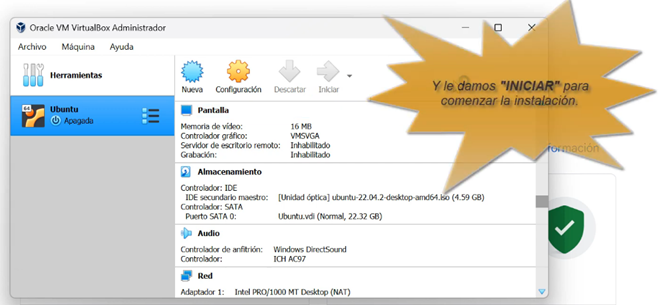 Oracle VM VirtualBox Administrador
Archivo Máquina Ayuda
Herramientas
Nueva Configuración Descartar Iniciar
64
Ubuntu
Apagada
Pantalla
Memoria de vídeo: 16 MB
Controlador gráfico: VMSVGA
Servidor de escritorio remoto: Inhabilitado
Grabación: Inhabilitado
Almacenamiento
Controlador: IDE
IDE secundario maestro: [Unidad óptica] ubuntu-22.04.2-desktop-amd64.iso (4.59 GB)
Controlador: SATA
Puerto SATA 0: Ubuntu.vdi (Normal, 22.32 GB)
Audio
Controlador de anfitrión: Windows DirectSound
Controlador: ICH AC97
Red
Adaptador 1: Intel PRO/1000 MT Desktop (NAT)
Y le damos "INICIAR" para
comenzar la instalación.
formación